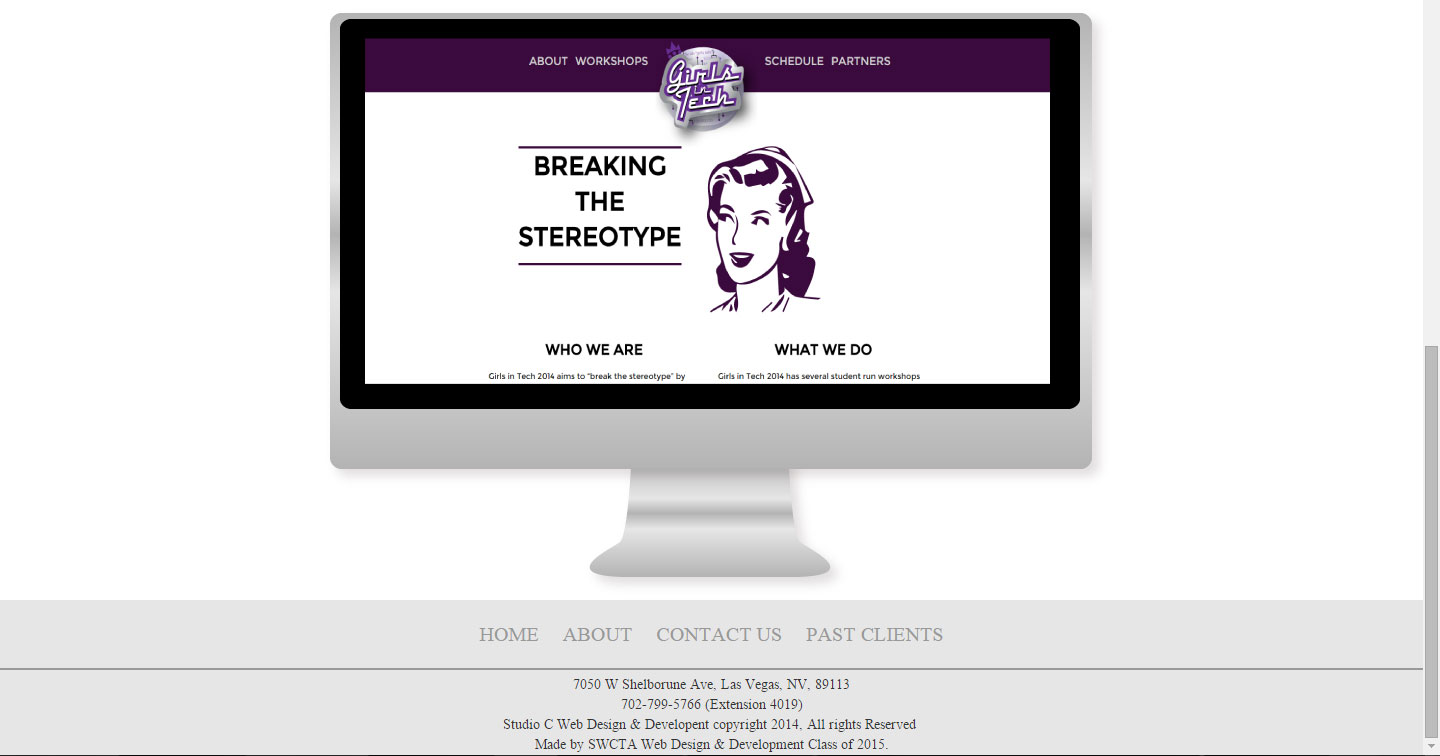 ABOUT WORKSHOPS
Girls in Tech
SCHEDULE PARTNERS
BREAKING
THE
STEREOTYPE
WHO WE ARE
Girls in Tech 2014 aims to "break the stereotype" by
WHAT WE DO
Girls in Tech 2014 has several student run workshops
HOME ABOUT CONTACT US PAST CLIENTS
7050 W Shelborune Ave, Las Vegas, NV, 89113
702-799-5766 (Extension 4019)
Studio C Web Design & Developent copyright 2014, All rights Reserved
Made by SWCTA Web Design & Development Class of 2015.